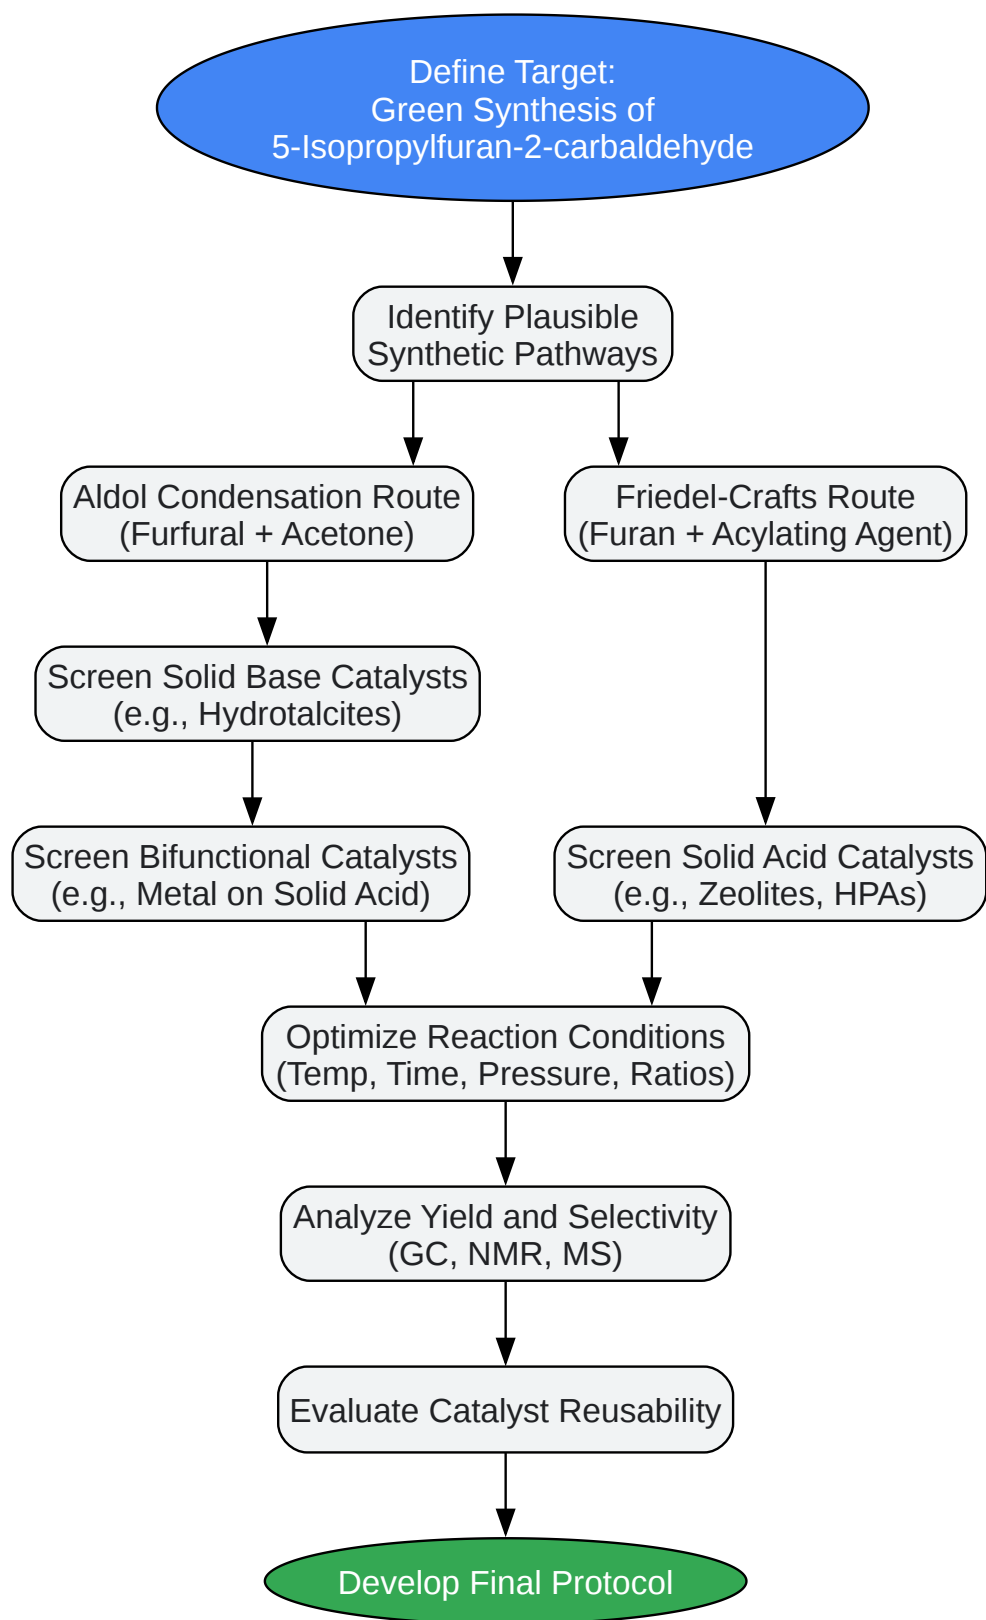 Define Target:
Green Synthesis of
5-Isopropylfuran-2-carbaldehyde
Identify Plausible
Synthetic Pathways
Aldol Condensation Route
(Furfural + Acetone)
Friedel-Crafts Route
(Furan + Acylating Agent)
Screen Solid Base Catalysts
(e.g., Hydrotalcites)
Screen Bifunctional Catalysts
(e.g., Metal on Solid Acid)
Screen Solid Acid Catalysts
(e.g., Zeolites, HPAs)
Optimize Reaction Conditions
(Temp, Time, Pressure, Ratios)
Analyze Yield and Selectivity
(GC, NMR, MS)
Evaluate Catalyst Reusability
Develop Final Protocol